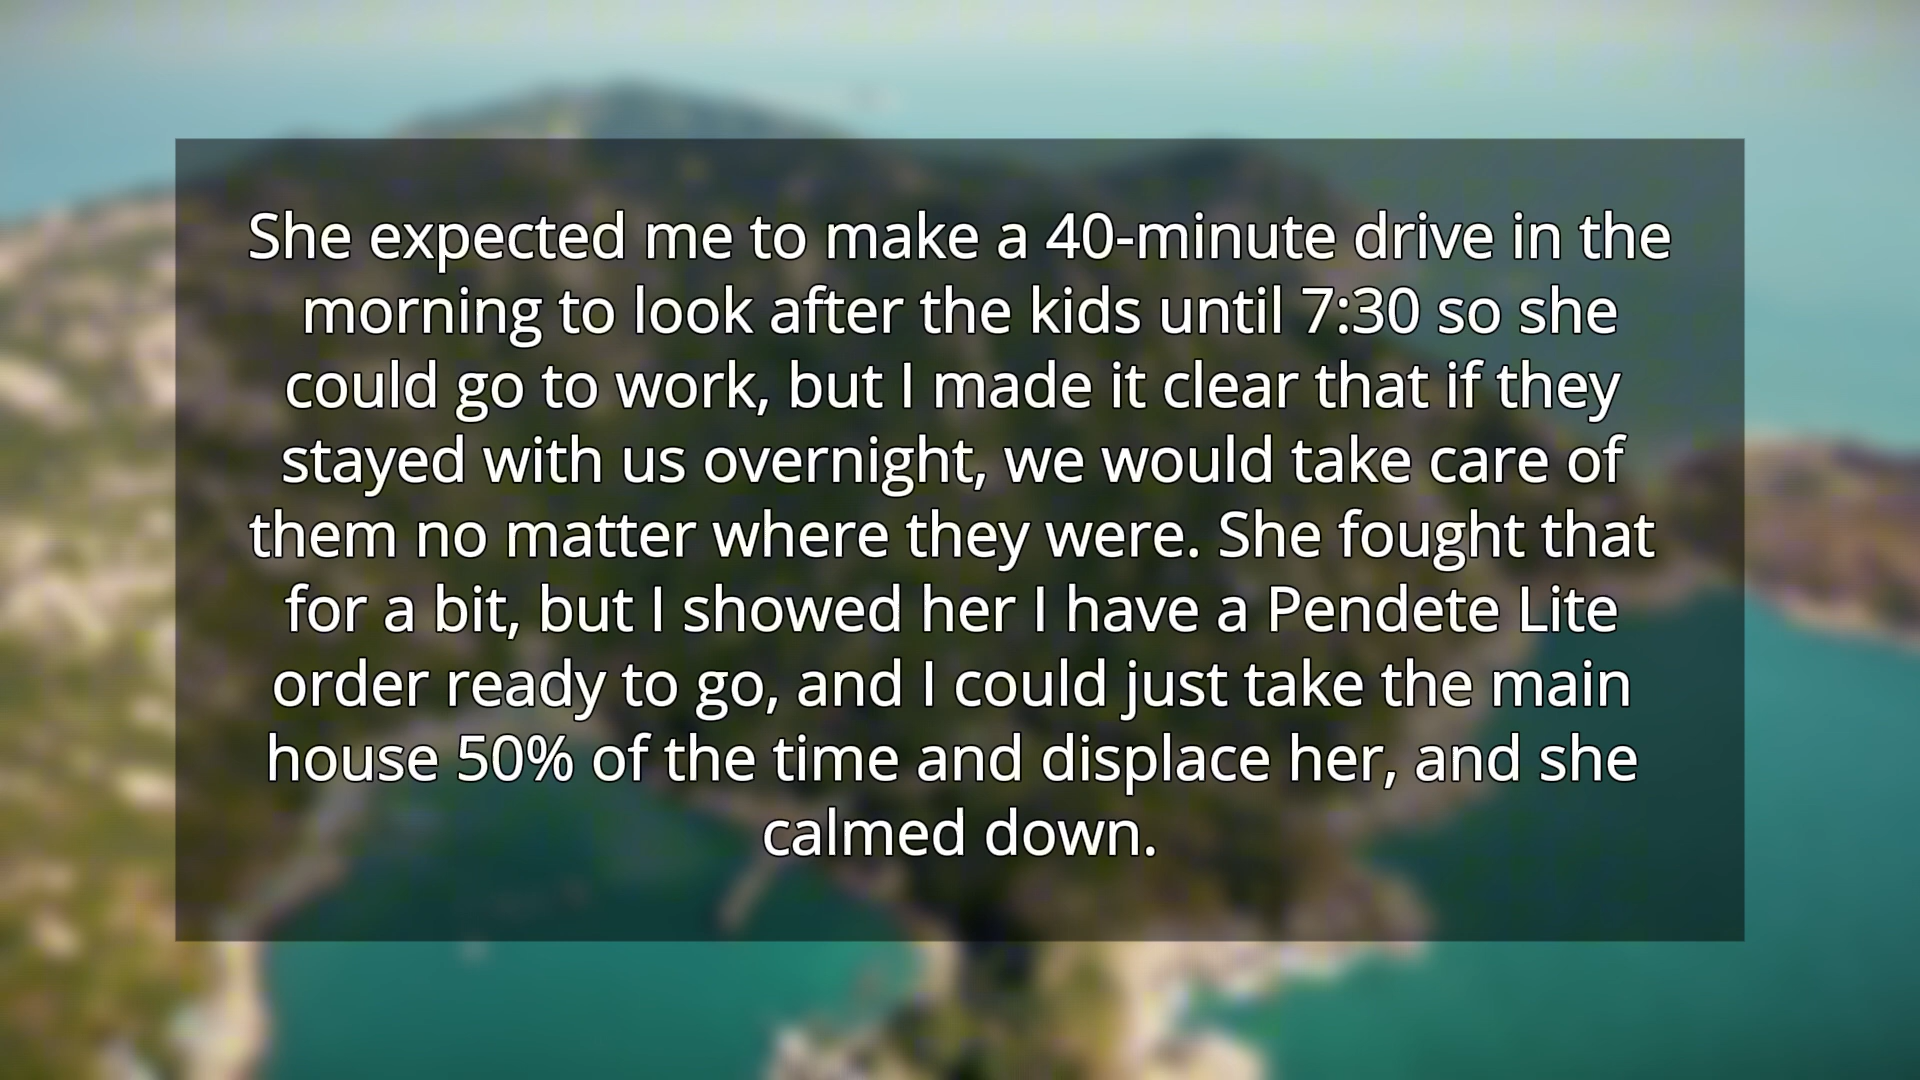 She expected me to make a 40-minute drive in the
morning to look after the kids until 7:30 so she
could go to work, but I made it clear that if they
stayed with us overnight, we would take care of
them no matter where they were. She fought that
for a bit, but I showed her I have a Pendete Lite
order ready to go, and I could just take the main
house 50% of the time and displace her, and she
calmed down.